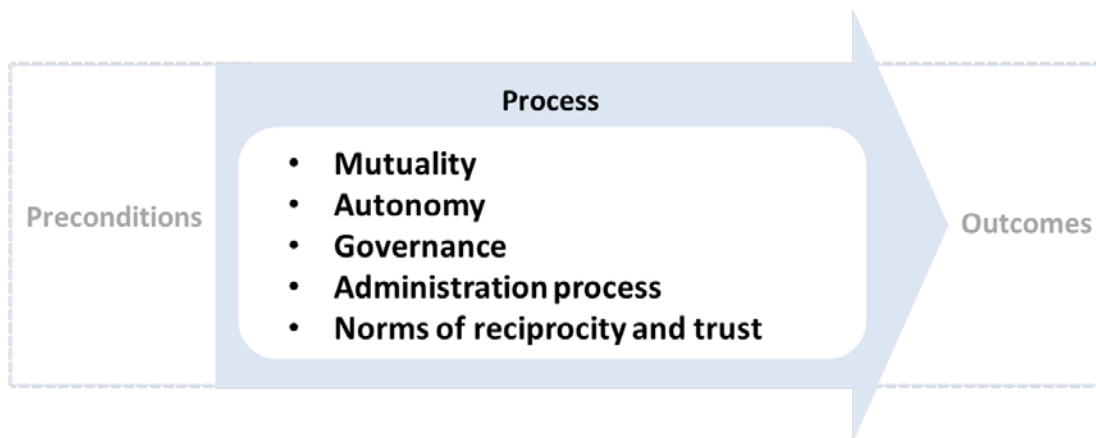 Process
Preconditions
• Mutuality
• Autonomy
• Governance
• Administration process
• Norms of reciprocity and trust
Outcomes